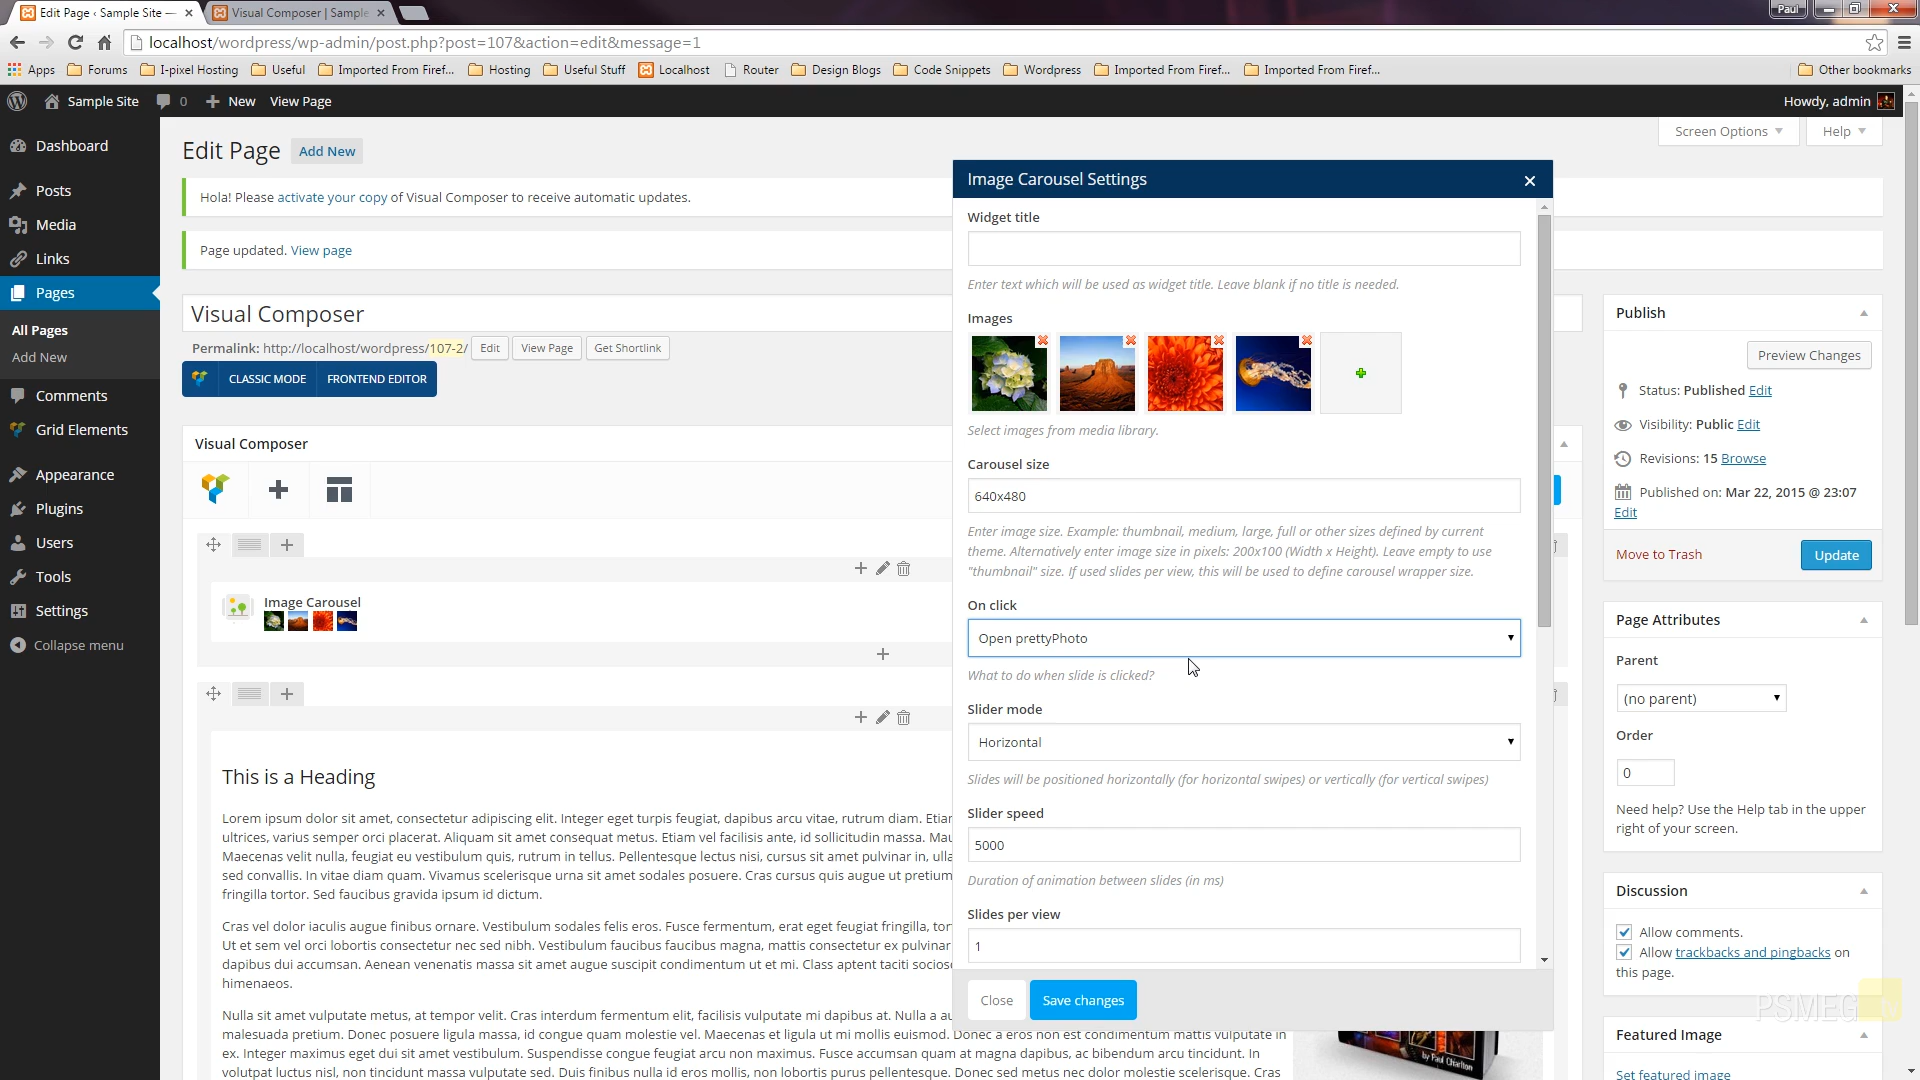 Edit Page ‹ Sample Site —
Visual Composer | Sample
Paul
localhost/wordpress/wp-admin/post.php?post=107&action=edit&message=1
Apps
Forums
I-pixel Hosting
Useful
Imported From Firef...
Hosting
Useful Stuff
Localhost
Router
Design Blogs
Code Snippets
Wordpress
Imported From Firef...
Imported From Firef...
Other bookmarks
Sample Site
0
New
View Page
Howdy, admin
Dashboard
Posts
Media
Links
Pages
All Pages
Add New
Comments
Grid Elements
Appearance
Plugins
Users
Tools
Settings
Collapse menu
Screen Options
Help
Edit Page
Add New
Hola! Please activate your copy of Visual Composer to receive automatic updates.
Page updated. View page
Visual Composer
Permalink: http://localhost/wordpress/107-2/
Edit
View Page
Get Shortlink
CLASSIC MODE
FRONTEND EDITOR
Visual Composer
Image Carousel
This is a Heading
Lorem ipsum dolor sit amet, consectetur adipiscing elit. Integer eget turpis feugiat, dapibus arcu vitae, rutrum diam. Etiar
ultrices, varius semper orci placerat. Aliquam sit amet consequat metus. Etiam vel facilisis ante, id sollicitudin massa. Mau
Maecenas velit nulla, feugiat eu vestibulum quis, rutrum in tellus. Pellentesque lectus nisi, cursus sit amet pulvinar in, ulla
sed convallis. In vitae diam quam. Vivamus scelerisque urna sit amet sodales posuere. Cras cursus quis augue ut pretium
fringilla tortor. Sed faucibus gravida ipsum id dictum.
Cras vel dolor iaculis augue finibus ornare. Vestibulum sodales felis eros. Fusce fermentum, erat eget feugiat fringilla, tor
Ut et sem vel orci lobortis consectetur nec sed nibh. Vestibulum faucibus faucibus magna, mattis consectetur ex pulvinar
dapibus dui accumsan. Aenean venenatis massa sit amet augue suscipit condimentum ut et mi. Class aptent taciti socios
himenaeos.
Nulla sit amet vulputate metus, at tempor velit. Cras interdum fermentum elit, facilisis vulputate mi dapibus at. Nulla a au
malesuada pretium. Donec posuere ligula massa, id congue quam molestie vel. Maecenas et ligula ut mi mollis euismod. Donec a eros non est condimentum mattis vulputate in
ex. Integer maximus eget dui sit amet vestibulum. Suspendisse congue feugiat arcu non maximus. Fusce accumsan quam at magna dapibus, ac bibendum arcu tincidunt. In
volutpat luctus nisl, non tincidunt massa vulputate sed. Duis finibus nulla id eros mollis, non lobortis purus pellentesque. Donec sed metus nec dolor molestie scelerisque. Cras
by Paul Charlton
Image Carousel Settings
Widget title
Enter text which will be used as widget title. Leave blank if no title is needed.
Images
Select images from media library.
Carousel size
640x480
Enter image size. Example: thumbnail, medium, large, full or other sizes defined by current
theme. Alternatively enter image size in pixels: 200x100 (Width x Height). Leave empty to use
"thumbnail" size. If used slides per view, this will be used to define carousel wrapper size.
On click
Open prettyPhoto
What to do when slide is clicked?
Slider mode
Horizontal
Slides will be positioned horizontally (for horizontal swipes) or vertically (for vertical swipes)
Slider speed
5000
Duration of animation between slides (in ms)
Slides per view
1
Close
Save changes
Publish
Preview Changes
Status: Published Edit
Visibility: Public Edit
Revisions: 15 Browse
Published on: Mar 22, 2015 @ 23:07
Edit
Move to Trash
Update
Page Attributes
Parent
(no parent)
Order
0
Need help? Use the Help tab in the upper
right of your screen.
Discussion
Allow comments.
Allow trackbacks and pingbacks on
this page.
PSMEG
Featured Image
Set featured image